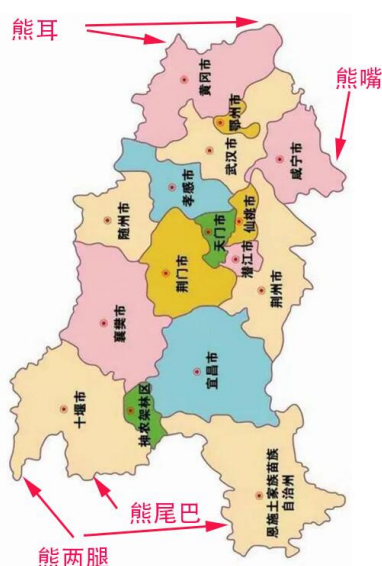 熊耳
熊嘴
黄冈市
鄂州市
武汉市
咸宁市
孝感市
随州市
仙桃市
天门市
潜江市
荆门市
荆州市
襄樊市
宜昌市
十堰市
神农架林区
恩施土家族苗族
自治州
熊尾巴
熊两腿